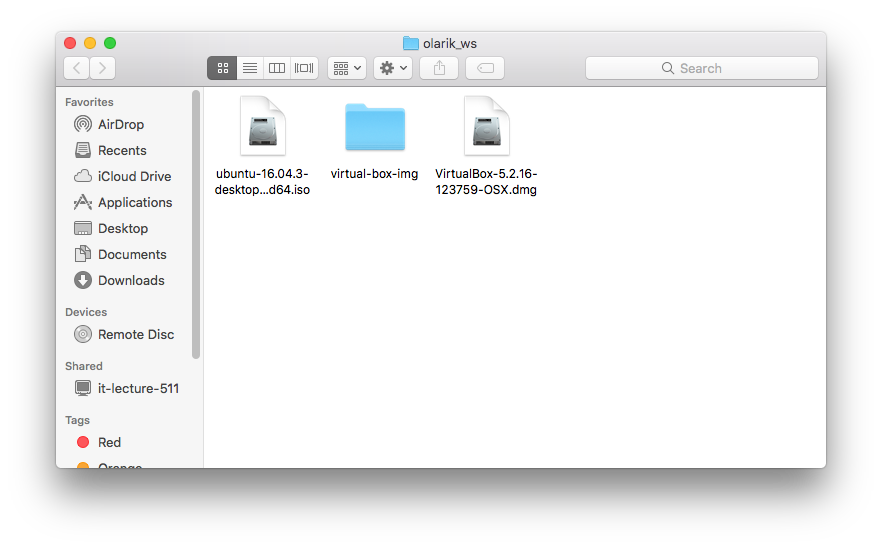 olarik_ws
Search
Favorites
AirDrop
Recents
iCloud Drive
Applications
Desktop
Documents
Downloads
Devices
Remote Disc
Shared
it-lecture-511
Tags
Red
Orange
ubuntu-16.04.3-
desktop...d64.iso
virtual-box-img
VirtualBox-5.2.16-
123759-OSX.dmg